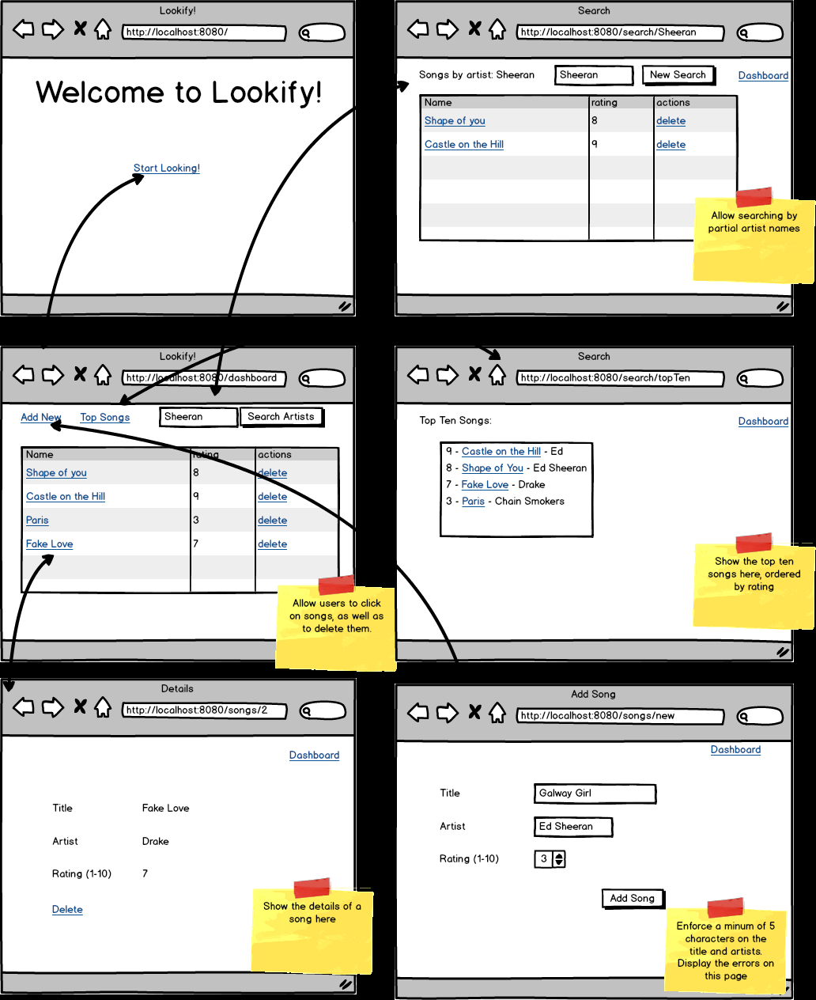 Lookify!
http://localhost:8080/
Welcome to Lookify!
Start Looking!
Search
http://localhost:8080/search/Sheeran
Songs by artist: Sheeran Sheeran New Search Dashboard
Name rating actions
Shape of you 8 delete
Castle on the Hill 9 delete
Allow searching by
partial artist names
Lookify!
http://localhost:8080/dashboard
Add New Top Songs Sheeran Search Artists
Name rating actions
Shape of you 8 delete
Castle on the Hill 9 delete
Paris 3 delete
Fake Love 7 delete
Allow users to click
on songs, as well as
to delete them.
Search
http://localhost:8080/search/topTen
Top Ten Songs: Dashboard
9 - Castle on the Hill - Ed
8 - Shape of You - Ed Sheeran
7 - Fake Love - Drake
3 - Paris - Chain Smokers
Show the top ten
songs here, ordered
by rating
Details
http://localhost:8080/songs/2
Dashboard
Title Fake Love
Artist Drake
Rating (1-10) 7
Delete
Show the details of a
song here
Add Song
http://localhost:8080/songs/new
Dashboard
Title Galway Girl
Artist Ed Sheeran
Rating (1-10) 3
Add Song
Enforce a minum of 5
characters on the
title and artists.
Display the errors on
this page